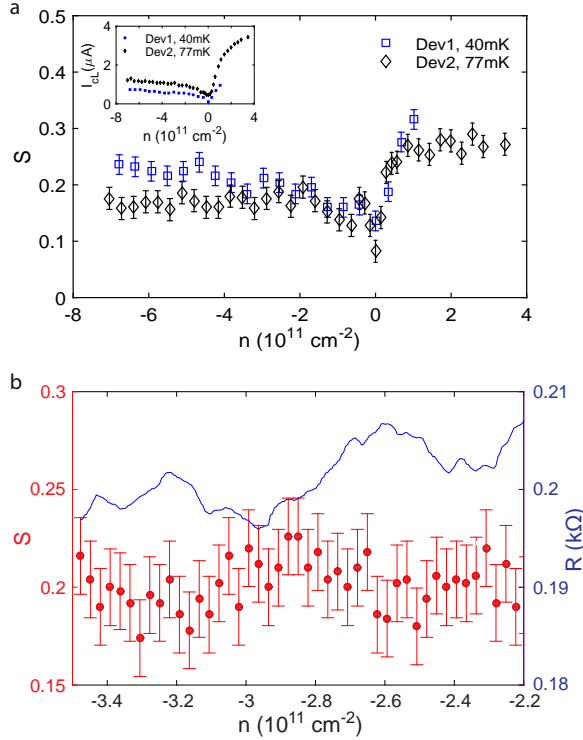 a
0.5
0.4
0.3
0.2
0.1
0
S
-8
-6
-4
-2
0
2
4
n (10¹¹ cm⁻²)
Dev1, 40mK
Dev2, 77mK
4
2
0
I_cL(μA)
-8
-4
0
4
n (10¹¹ cm⁻²)
Dev1, 40mK
Dev2, 77mK
b
0.3
0.25
0.2
0.15
S
0.21
0.2
0.19
0.18
R (kΩ)
-3.4
-3.2
-3
-2.8
-2.6
-2.4
-2.2
n (10¹¹ cm⁻²)